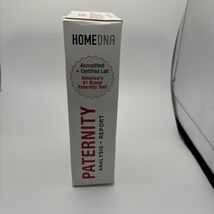 HOMEDNA
Accredited
+ Certified Lab
America's
#1 Brand
Paternity Test
PATERNITY
ANALYSIS + REPORT